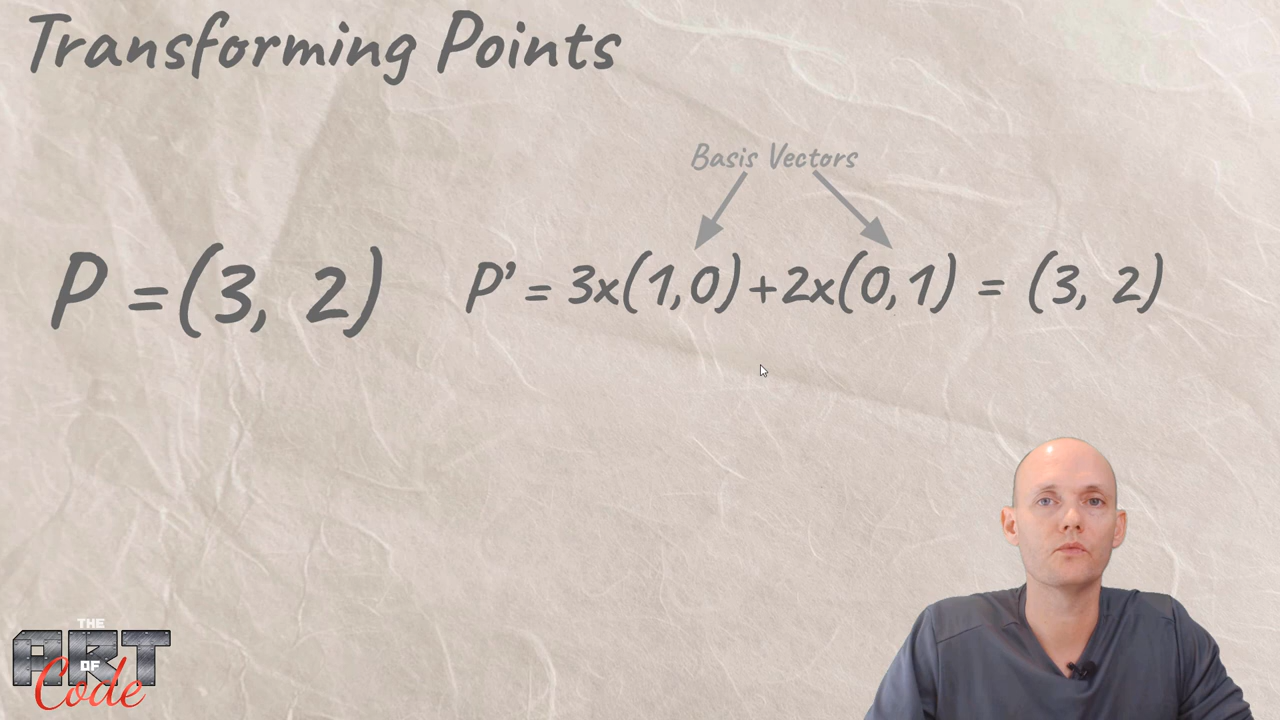 Transforming Points
Basis Vectors
P =(3, 2)
P' = 3x(1,0)+2x(0,1) = (3, 2)
THE
ART
OF
Code